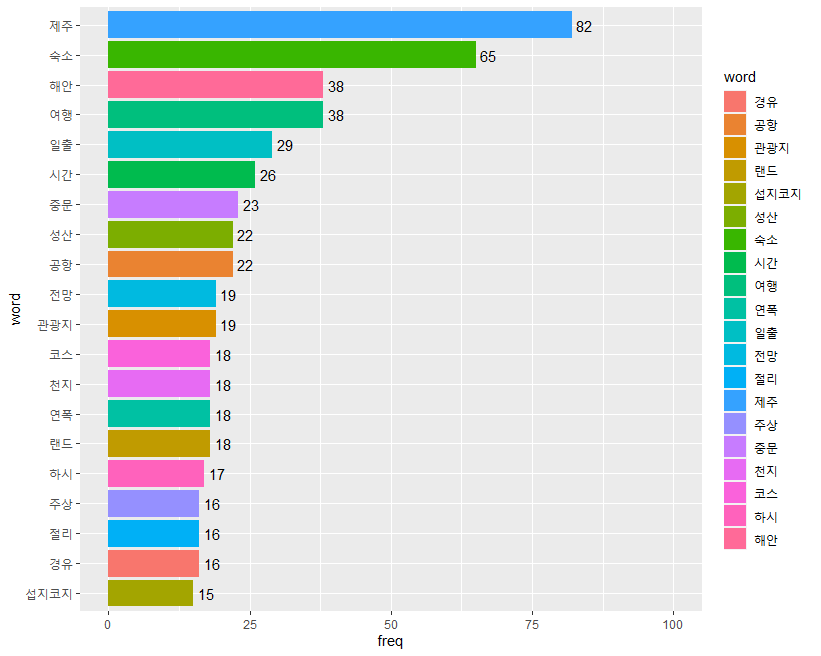 제주 82
숙소 65
해안 38
여행 38
일출 29
시간 26
중문 23
성산 22
공항 22
전망 19
관광지 19
코스 18
천지 18
연폭 18
랜드 18
하시 17
주상 16
절리 16
경유 16
섭지코지 15
word
0 25 50 75 100
freq
word
경유
공항
관광지
랜드
섭지코지
성산
숙소
시간
여행
연폭
일출
전망
절리
제주
주상
중문
천지
코스
하시
해안